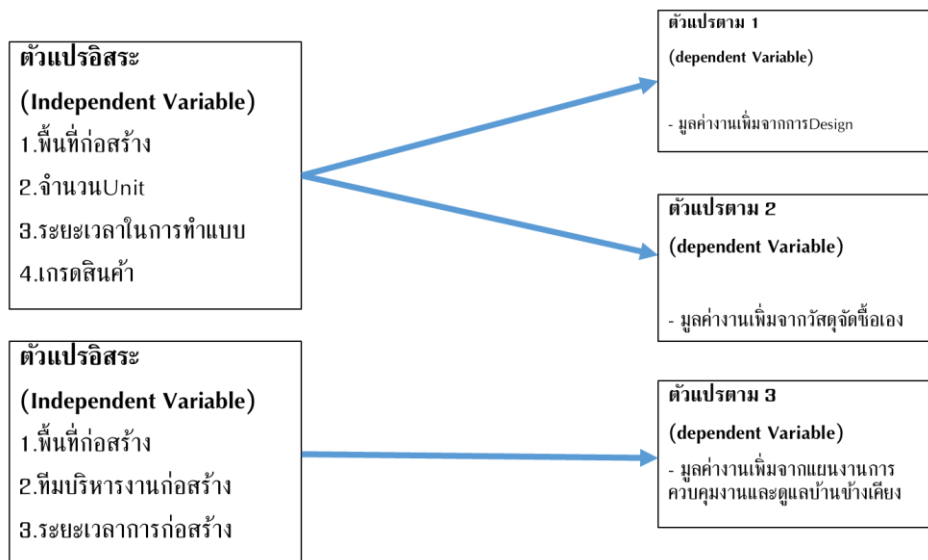 ตัวแปรอิสระ
(Independent Variable)
1.พื้นที่ก่อสร้าง
2.จำนวนUnit
3.ระยะเวลาในการทำแบบ
4.เกรดสินค้า
ตัวแปรอิสระ
(Independent Variable)
1.พื้นที่ก่อสร้าง
2.ทีมบริหารงานก่อสร้าง
3.ระยะเวลาการก่อสร้าง
ตัวแปรตาม 1
(dependent Variable)
- มูลค่างานเพิ่มจากการDesign
ตัวแปรตาม 2
(dependent Variable)
- มูลค่างานเพิ่มจากวัสดุจัดซื้อเอง
ตัวแปรตาม 3
(dependent Variable)
- มูลค่างานเพิ่มจากแผนงานการ
ควบคุมงานและดูแลบ้านข้างเคียง